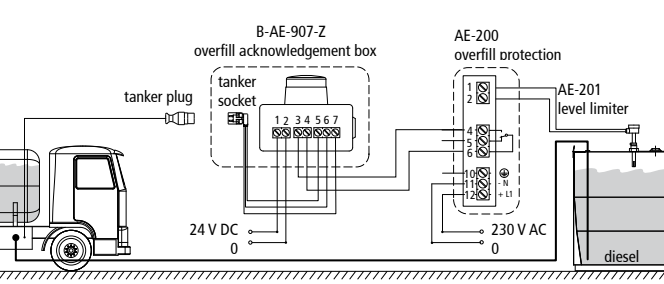 B-AE-907-Z
overfill acknowledgement box
AE-200
overfill protection
tanker plug
tanker
socket
1 2 3 4 5 6 7
1
2
4
5
6
10
11 - N
12 + L1
AE-201
level limiter
24 V DC
0
230 V AC
0
diesel